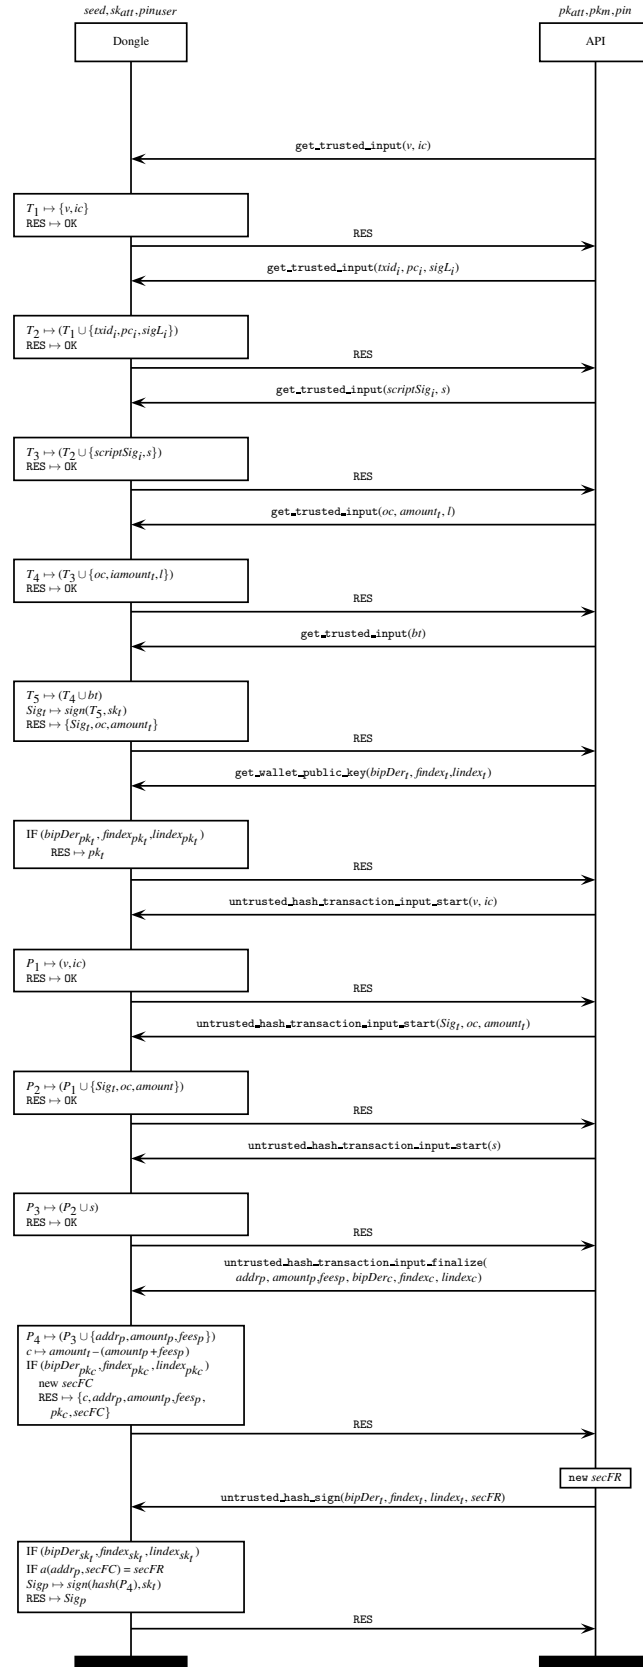 seed, sk_att, pin_user
pk_att, pk_m, pin
Dongle
API
get_trusted_input(v, ic)
T_1 ↦ {v, ic}
RES ↦ OK
RES
get_trusted_input(txid_i, pc_i, sigL_i)
T_2 ↦ (T_1 ∪ {txid_i, pc_i, sigL_i})
RES ↦ OK
RES
get_trusted_input(scriptSig_i, s)
T_3 ↦ (T_2 ∪ {scriptSig_i, s})
RES ↦ OK
RES
get_trusted_input(oc, amount_t, l)
T_4 ↦ (T_3 ∪ {oc, iamount_t, l})
RES ↦ OK
RES
get_trusted_input(bt)
T_5 ↦ (T_4 ∪ bt)
Sig_t ↦ sign(T_5, sk_t)
RES ↦ {Sig_t, oc, amount_t}
RES
get_wallet_public_key(bipDer_t, findex_t, lindex_t)
IF (bipDer_pk_t, findex_pk_t, lindex_pk_t)
RES ↦ pk_t
RES
untrusted_hash_transaction_input_start(v, ic)
P_1 ↦ (v, ic)
RES ↦ OK
RES
untrusted_hash_transaction_input_start(Sig_t, oc, amount_t)
P_2 ↦ (P_1 ∪ {Sig_t, oc, amount})
RES ↦ OK
RES
untrusted_hash_transaction_input_start(s)
P_3 ↦ (P_2 ∪ s)
RES ↦ OK
RES
untrusted_hash_transaction_input_finalize(
addr_p, amount_p, fees_p, bipDer_c, findex_c, lindex_c)
P_4 ↦ (P_3 ∪ {addr_p, amount_p, fees_p})
c ↦ amount_t − (amount_p + fees_p)
IF (bipDer_pk_c, findex_pk_c, lindex_pk_c)
new secFC
RES ↦ {c, addr_p, amount_p, fees_p,
pk_c, secFC}
RES
new secFR
untrusted_hash_sign(bipDer_t, findex_t, lindex_t, secFR)
IF (bipDer_sk_t, findex_sk_t, lindex_sk_t)
IF a(addr_p, secFC) = secFR
Sig_p ↦ sign(hash(P_4), sk_t)
RES ↦ Sig_p
RES